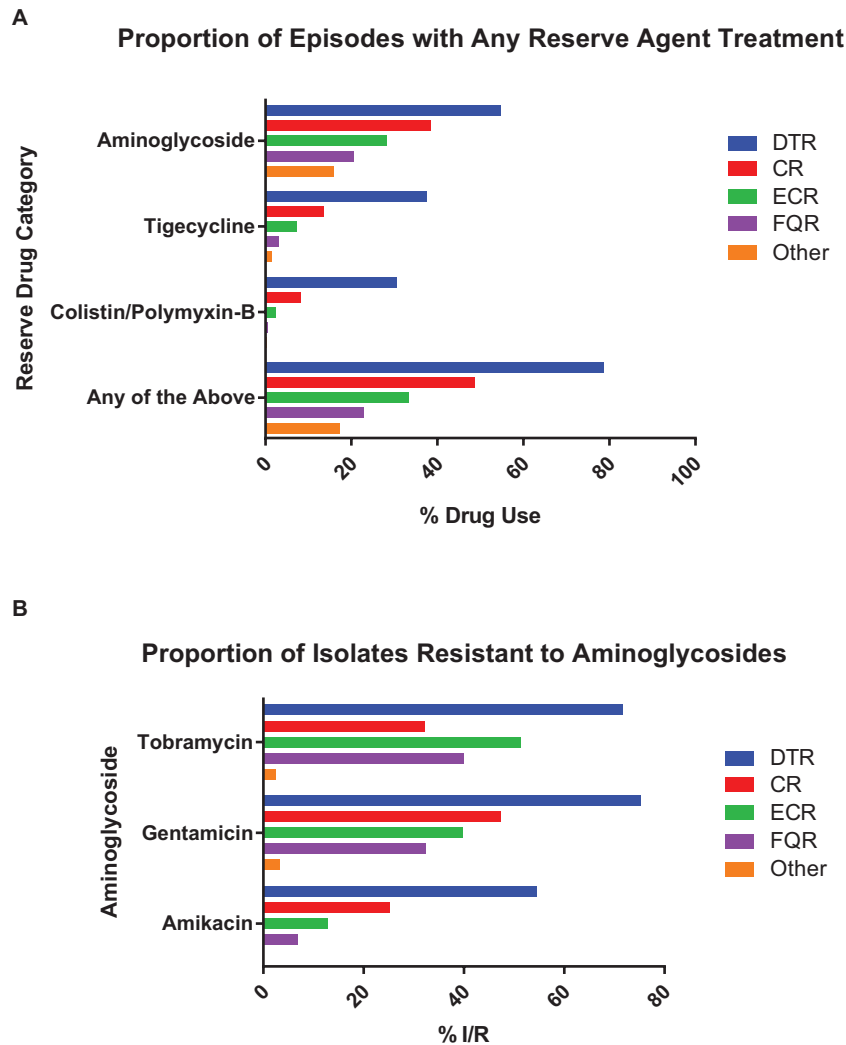 A
Proportion of Episodes with Any Reserve Agent Treatment
Reserve Drug Category
Aminoglycoside
Tigecycline
Colistin/Polymyxin-B
Any of the Above
0 20 40 60 80 100
% Drug Use
DTR
CR
ECR
FQR
Other
B
Proportion of Isolates Resistant to Aminoglycosides
Aminoglycoside
Tobramycin
Gentamicin
Amikacin
0 20 40 60 80
% I/R
DTR
CR
ECR
FQR
Other